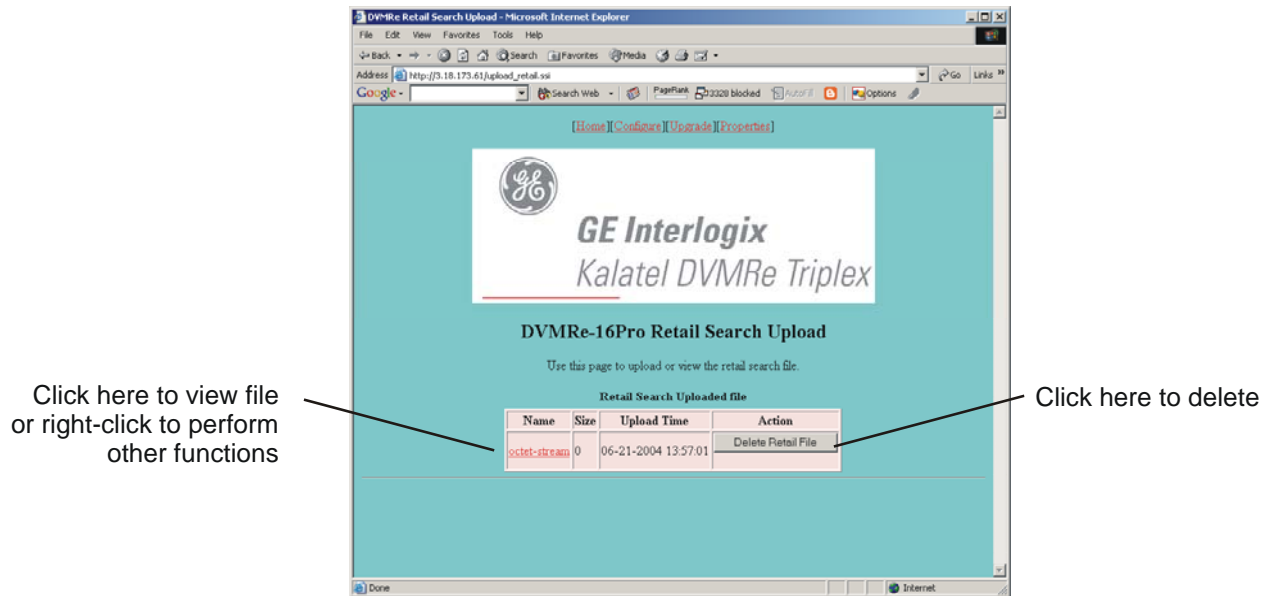 DVMRe Retail Search Upload - Microsoft Internet Explorer
File Edit View Favorites Tools Help
Back Search Favorites Media
Address http://3.18.173.61/upload_retail.ssi Go Links »
Google Search Web PageRank 3328 blocked AutoFill Options
[Home][Configure][Upgrade][Properties]
GE
GE Interlogix
Kalatel DVMRe Triplex
DVMRe-16Pro Retail Search Upload
Use this page to upload or view the retail search file.
Retail Search Uploaded file
Name Size Upload Time Action
octet-stream 0 06-21-2004 13:57:01 Delete Retail File
Click here to view file
or right-click to perform
other functions
Click here to delete
Done Internet